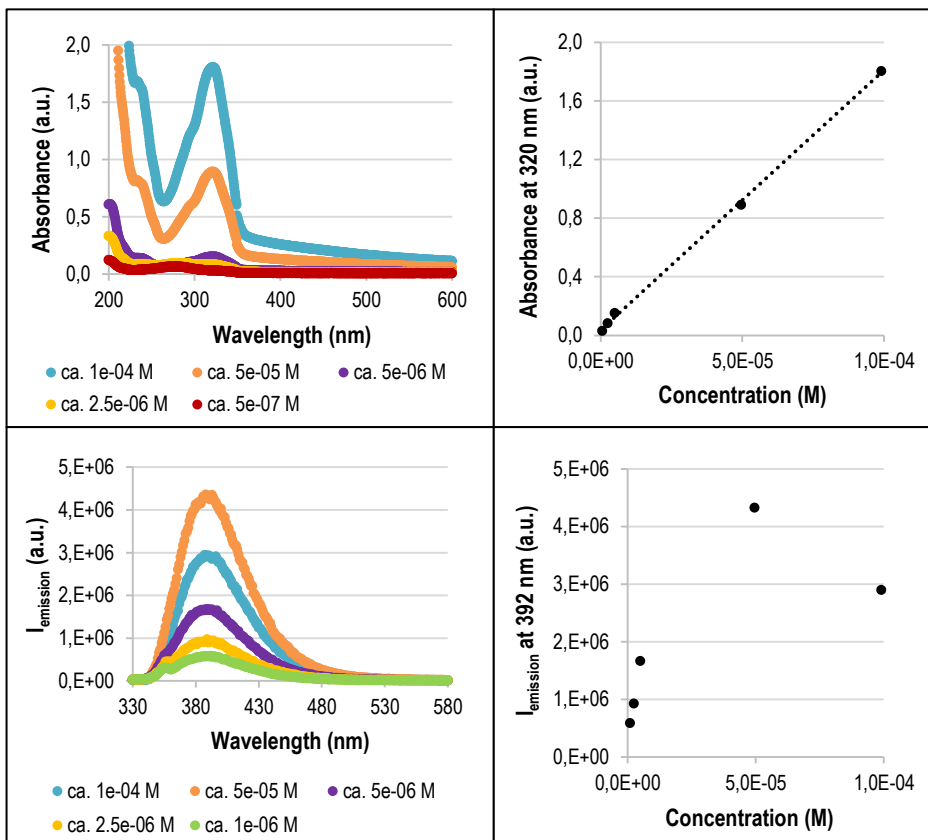 2,0
1,5
1,0
0,5
0,0
200 300 400 500 600
Absorbance (a.u.)
Wavelength (nm)
ca. 1e-04 M ca. 5e-05 M ca. 5e-06 M
ca. 2.5e-06 M ca. 5e-07 M
2,0
1,6
1,2
0,8
0,4
0,0
0,0E+00 5,0E-05 1,0E-04
Absorbance at 320 nm (a.u.)
Concentration (M)
5,E+06
4,E+06
3,E+06
2,E+06
1,E+06
0,E+00
330 380 430 480 530 580
Iemission (a.u.)
Wavelength (nm)
ca. 1e-04 M ca. 5e-05 M ca. 5e-06 M
ca. 2.5e-06 M ca. 1e-06 M
5,E+06
4,E+06
3,E+06
2,E+06
1,E+06
0,E+00
0,0E+00 5,0E-05 1,0E-04
Iemission at 392 nm (a.u.)
Concentration (M)